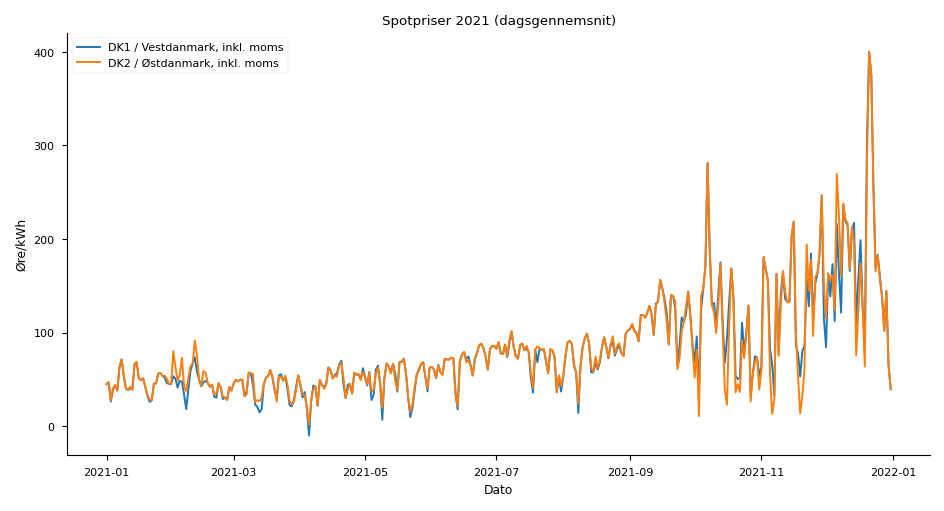 Spotpriser 2021 (dagsgennemsnit)
DK1 / Vestdanmark, inkl. moms
DK2 / Østdanmark, inkl. moms
Øre/kWh
400
300
200
100
0
2021-01
2021-03
2021-05
2021-07
2021-09
2021-11
2022-01
Dato